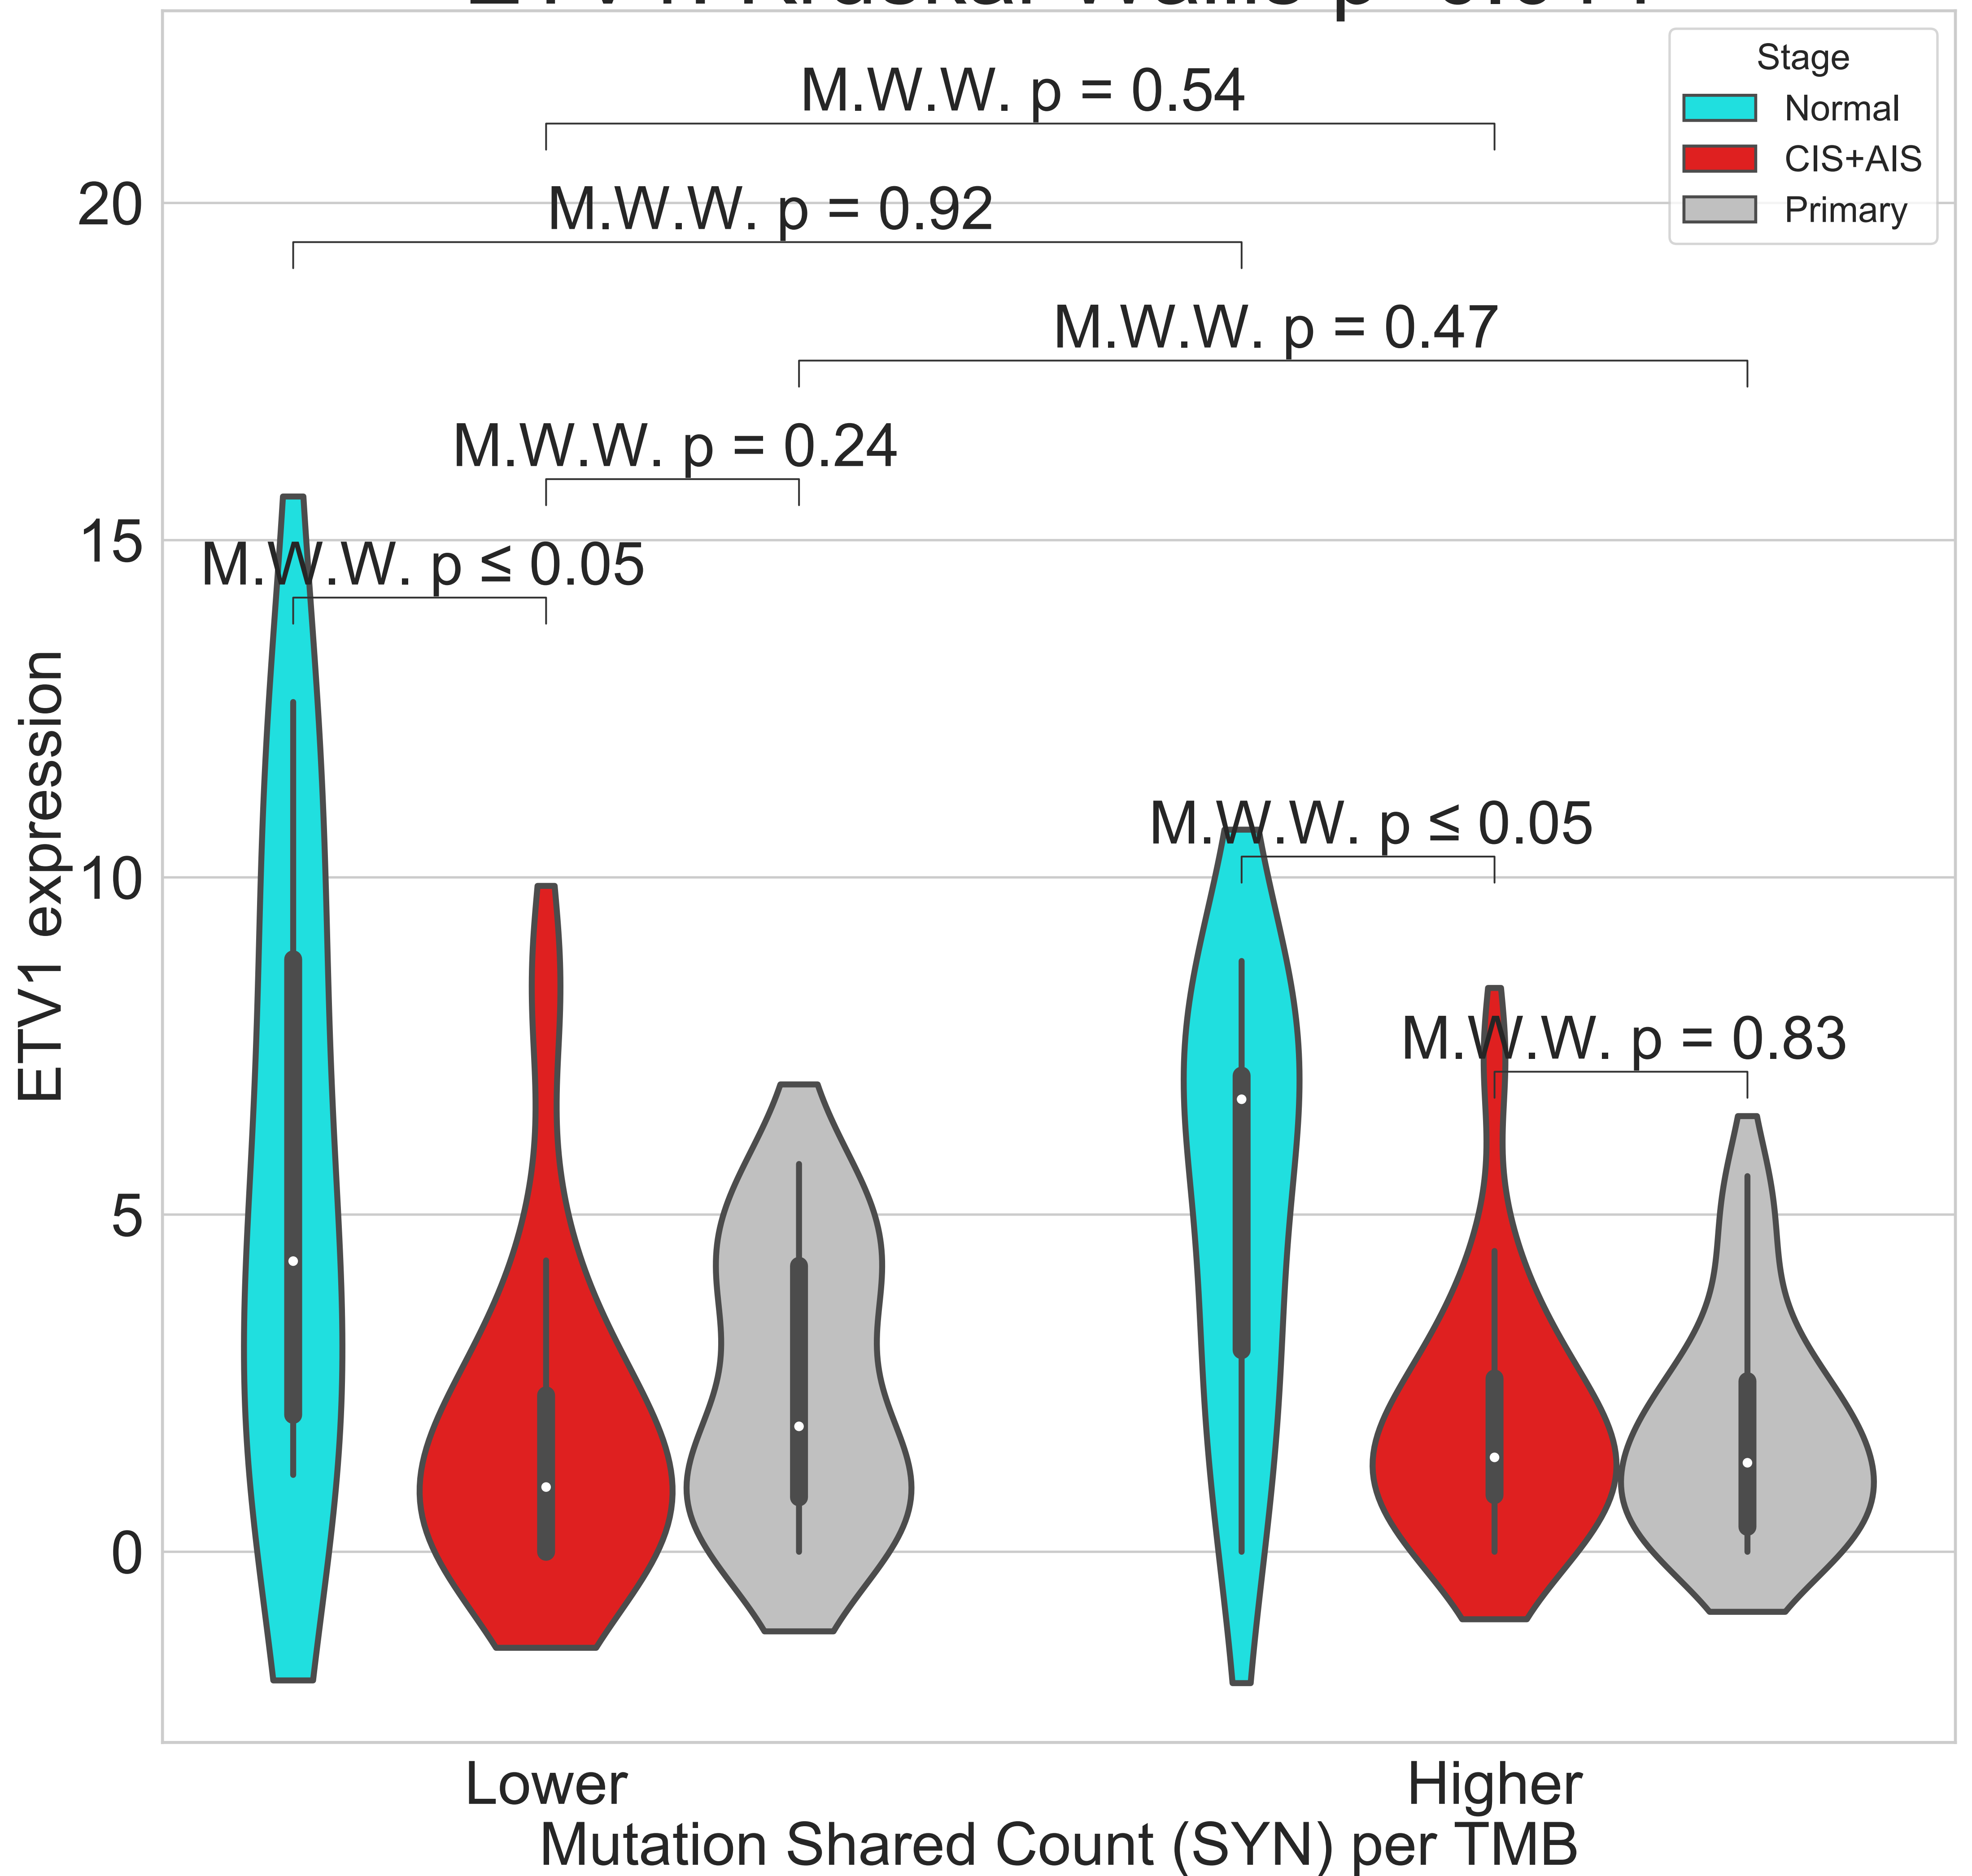 M.W.W. p = 0.54
M.W.W. p = 0.92
M.W.W. p = 0.47
M.W.W. p = 0.24
M.W.W. p ≤ 0.05
M.W.W. p ≤ 0.05
M.W.W. p = 0.83
Stage
Normal
CIS+AIS
Primary
ETV1 expression
20
15
10
5
0
Lower
Higher
Mutation Shared Count (SYN) per TMB